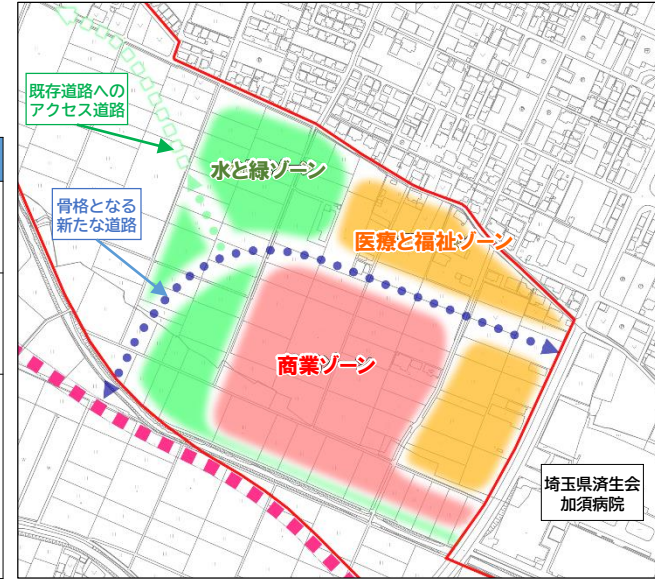 既存道路への
アクセス道路
水と緑ゾーン
骨格となる
新たな道路
医療と福祉ゾーン
商業ゾーン
埼玉県済生会
加須病院